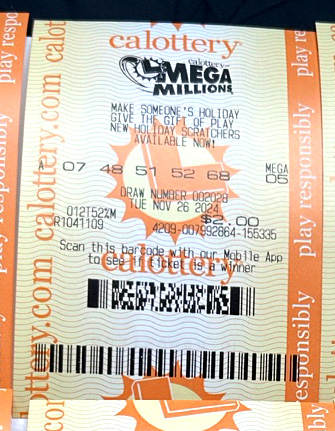 calottery
calottery
MEGA
MILLIONS
MAKE SOMEONE'S HOLIDAY
GIVE THE GIFT OF PLAY
NEW HOLIDAY SCRATCHERS
AVAILABLE NOW!
A 07 48 51 52 68 MEGA 05
DRAW NUMBER 002028
TUE NOV 26 2024
012T52%M $2.00
R1041109 4209-007992864-155335
Scan this barcode with our Mobile App
to see if ticket is a winner
calottery
calottery.com
calottery.com
play responsibly
play responsibly